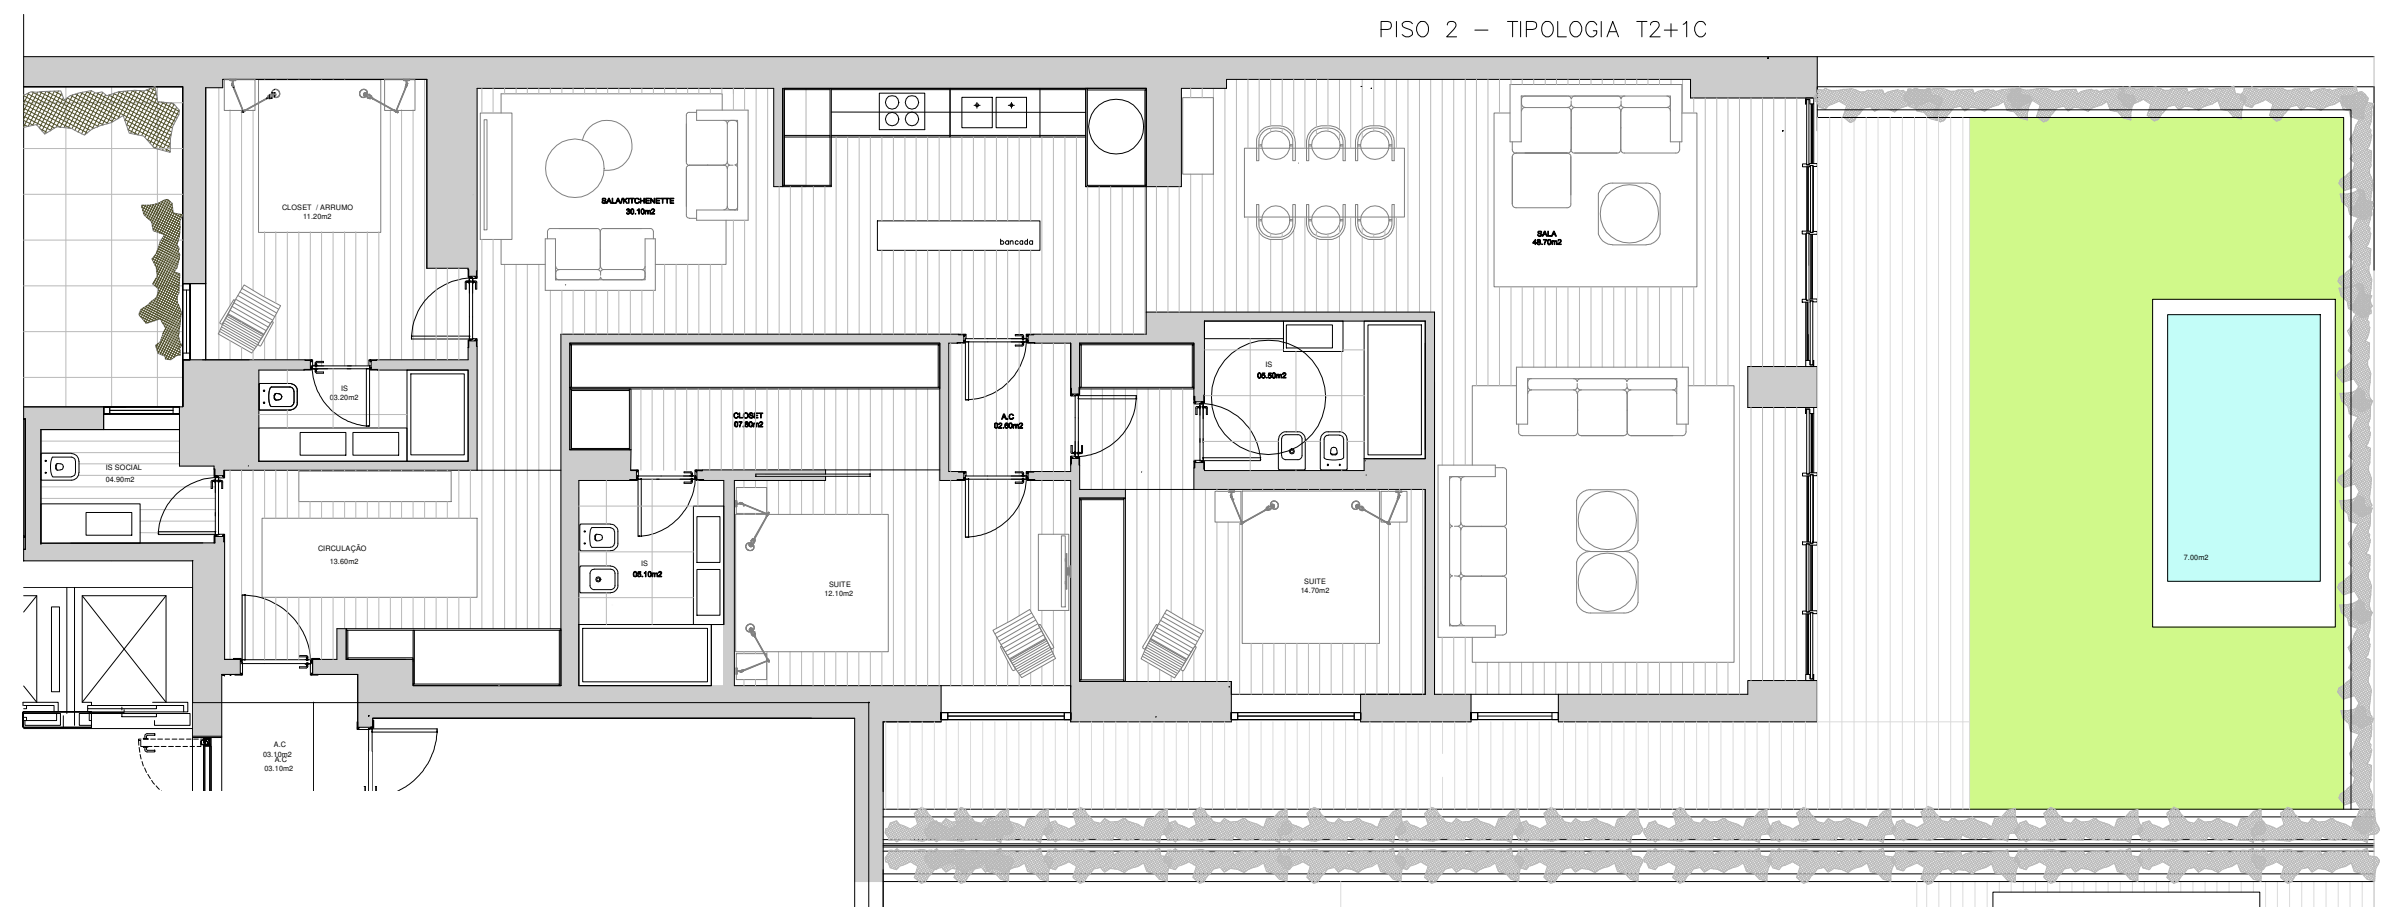 PISO 2 – TIPOLOGIA T2+1C
CLOSET / ARRUMO
11.20m2
SALA/KITCHENETTE
30.10m2
bancada
SALA
48.70m2
IS
03.20m2
IS
05.50m2
CLOSET
07.80m2
A.C
02.60m2
IS SOCIAL
04.90m2
CIRCULAÇÃO
13.60m2
IS
05.10m2
SUITE
12.10m2
SUITE
14.70m2
7.00m2
A.C
03.10m2
A.C
03.10m2